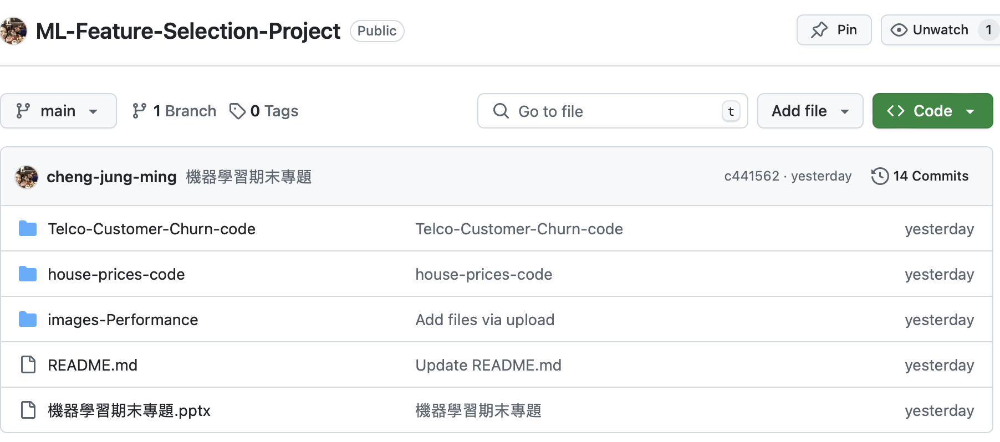 ML-Feature-Selection-Project Public Pin Unwatch 1
main 1 Branch 0 Tags Go to file t Add file Code
cheng-jung-ming 機器學習期末專題 c441562 · yesterday 14 Commits
Telco-Customer-Churn-code Telco-Customer-Churn-code yesterday
house-prices-code house-prices-code yesterday
images-Performance Add files via upload yesterday
README.md Update README.md yesterday
機器學習期末專題.pptx 機器學習期末專題 yesterday